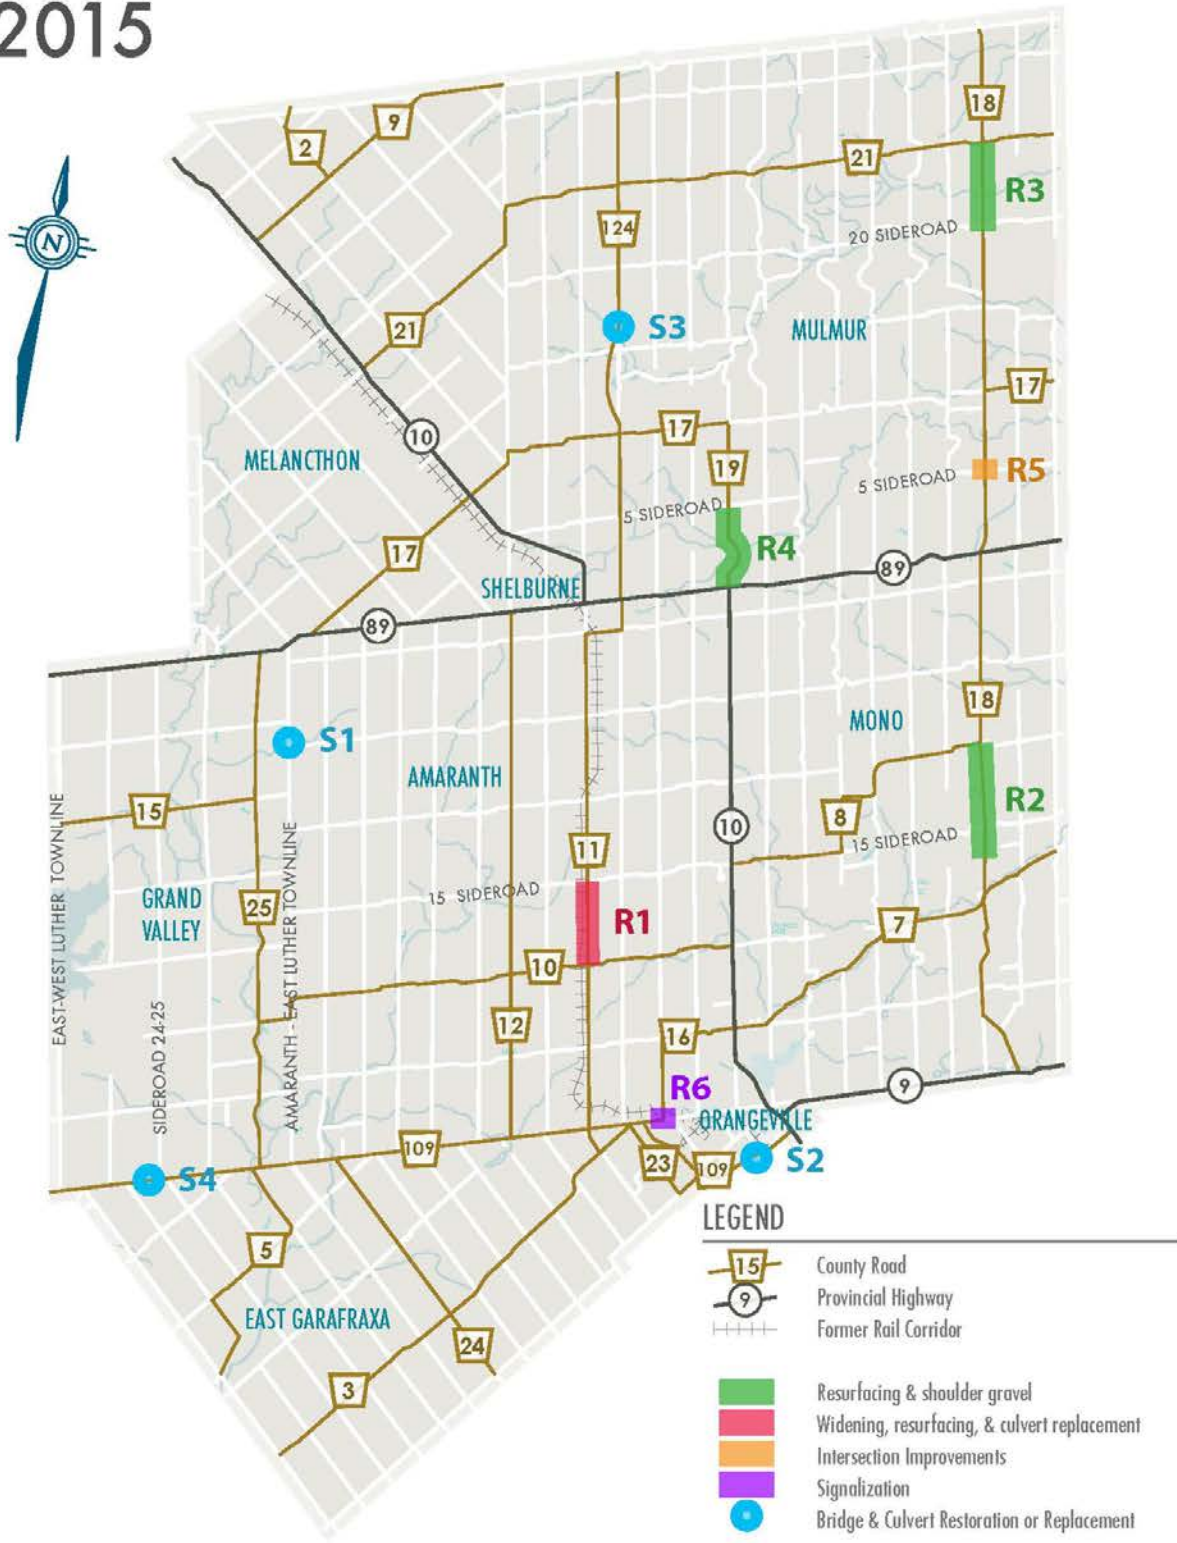 2015
N
2
9
18
21
R3
124
20 SIDEROAD
21
S3
MULMUR
17
10
17
MELANCTHON
19
5 SIDEROAD
R5
5 SIDEROAD
17
R4
89
SHELBURNE
89
18
S1
MONO
AMARANTH
15
8
R2
10
15 SIDEROAD
11
EAST-WEST LUTHER TOWNLINE
GRAND
VALLEY
25
AMARANTH - EAST LUTHER TOWNLINE
15 SIDEROAD
R1
7
10
SIDEROAD 24-25
12
16
R6
9
ORANGEVILLE
109
23
109
S2
S4
5
EAST GARAFRAXA
24
3
LEGEND
15 County Road
9 Provincial Highway
Former Rail Corridor
Resurfacing & shoulder gravel
Widening, resurfacing, & culvert replacement
Intersection Improvements
Signalization
Bridge & Culvert Restoration or Replacement